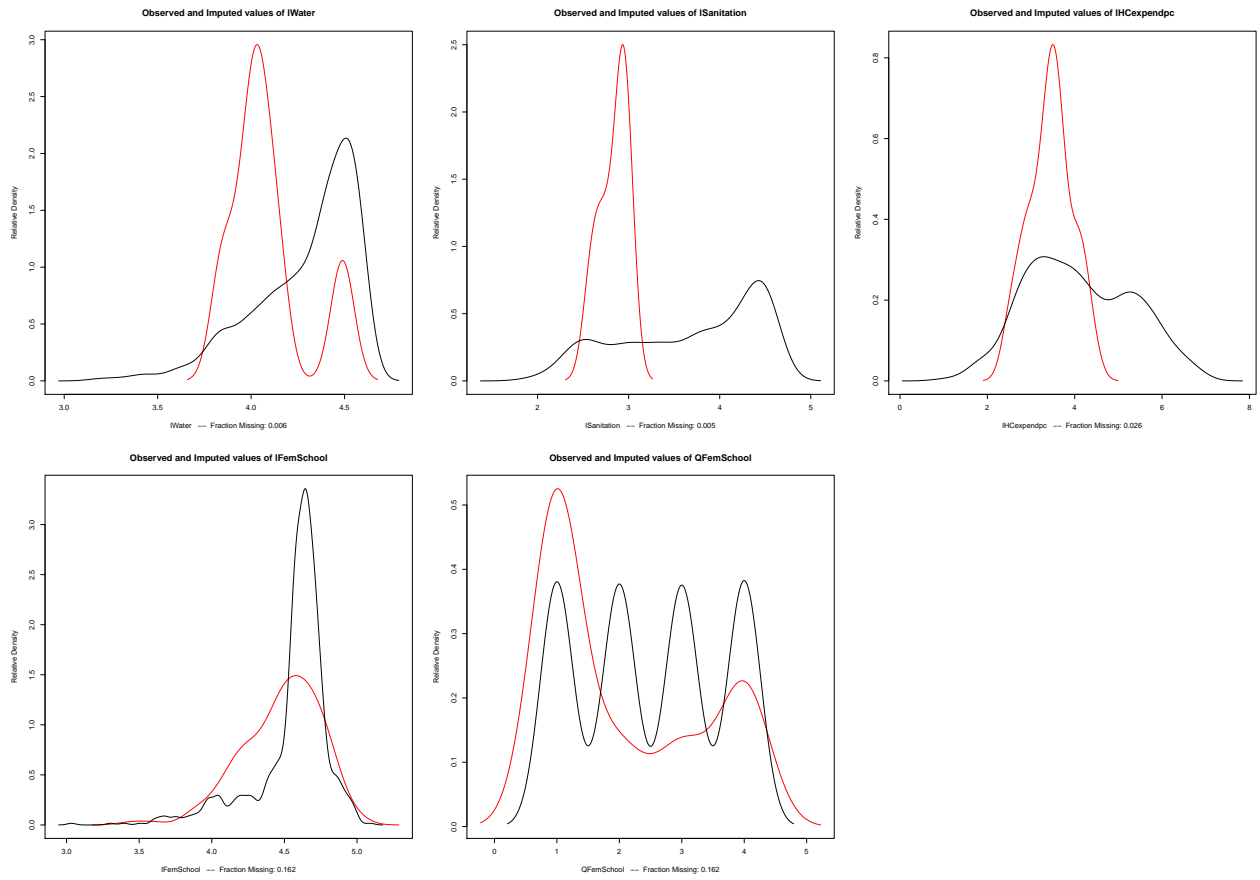 Observed and Imputed values of lWater
Relative Density
3.0
2.5
2.0
1.5
1.0
0.5
0.0
3.0 3.5 4.0 4.5
lWater -- Fraction Missing: 0.006
Observed and Imputed values of lSanitation
Relative Density
2.5
2.0
1.5
1.0
0.5
0.0
2 3 4 5
lSanitation -- Fraction Missing: 0.005
Observed and Imputed values of lHCexpendpc
Relative Density
0.8
0.6
0.4
0.2
0.0
0 2 4 6 8
lHCexpendpc -- Fraction Missing: 0.026
Observed and Imputed values of lFemSchool
Relative Density
3.0
2.5
2.0
1.5
1.0
0.5
0.0
3.0 3.5 4.0 4.5 5.0
lFemSchool -- Fraction Missing: 0.162
Observed and Imputed values of QFemSchool
Relative Density
0.5
0.4
0.3
0.2
0.1
0.0
0 1 2 3 4 5
QFemSchool -- Fraction Missing: 0.162